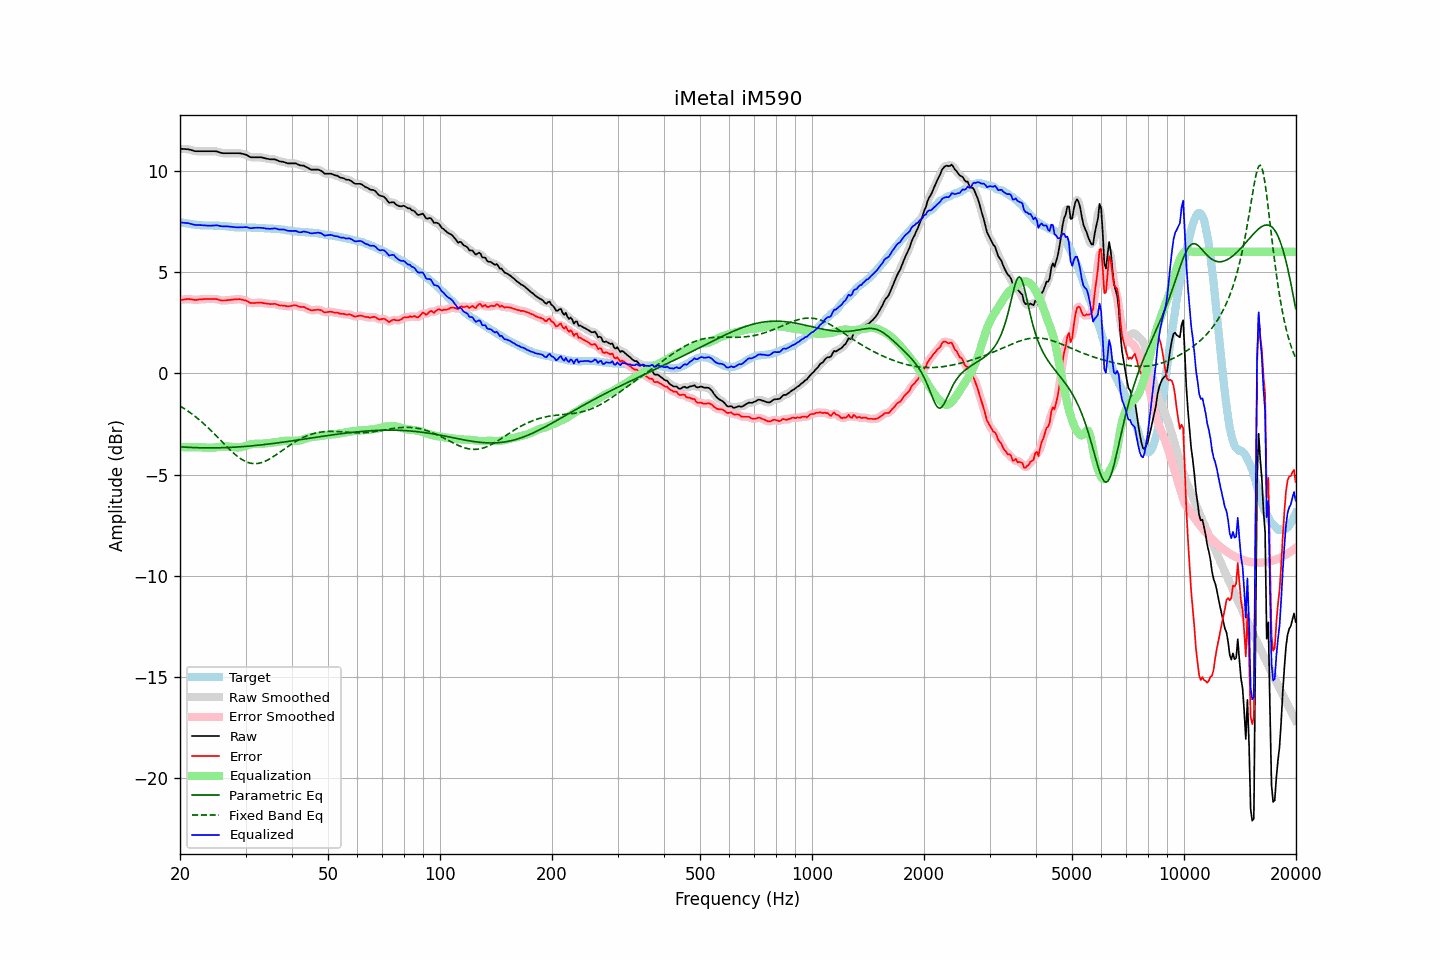 iMetal iM590
Amplitude (dBr)
10
5
0
−5
−10
−15
−20
Target
Raw Smoothed
Error Smoothed
Raw
Error
Equalization
Parametric Eq
Fixed Band Eq
Equalized
20 50 100 200 500 1000 2000 5000 10000 20000
Frequency (Hz)